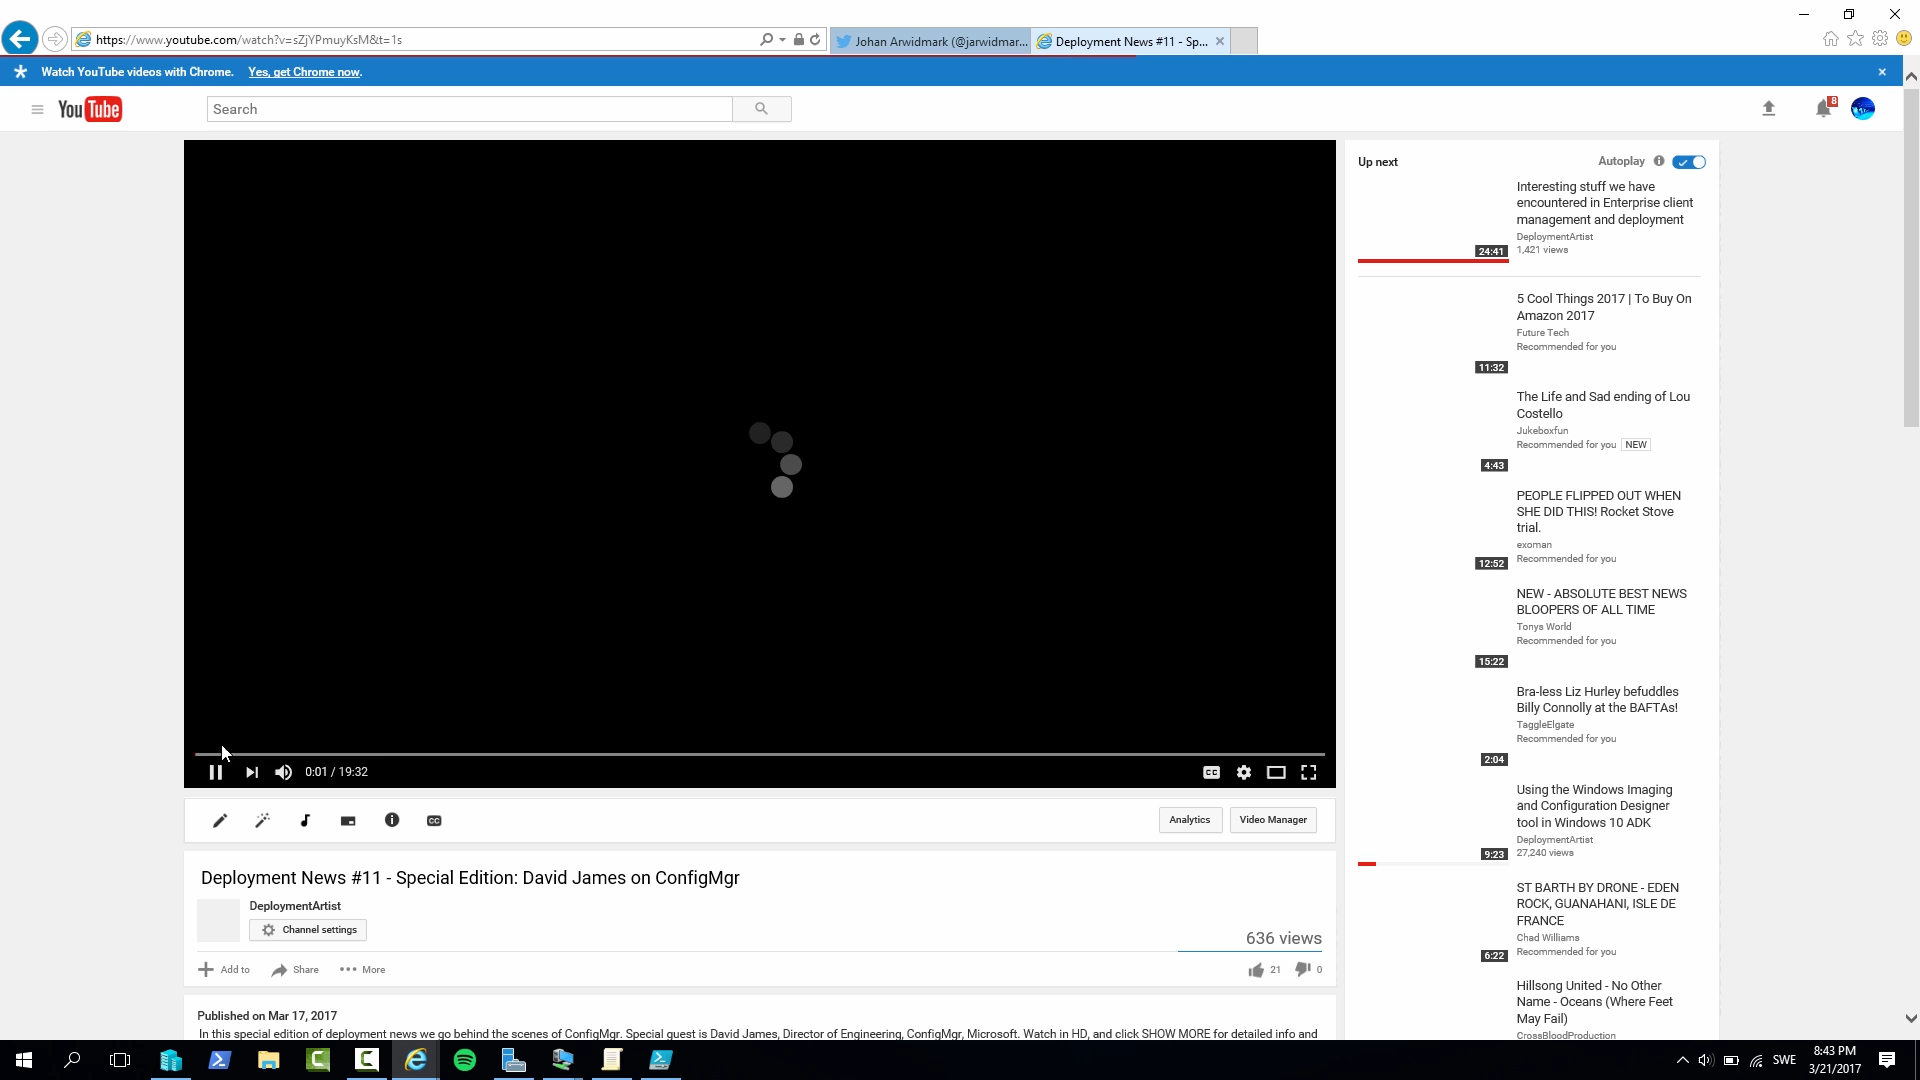 https://www.youtube.com/watch?v=sZjYPmuyKsM&t=1s
Johan Arwidmark (@jarwidmar...
Deployment News #11 - Sp...
Watch YouTube videos with Chrome. Yes, get Chrome now.
YouTube
Search
8
Up next
Autoplay
Interesting stuff we have
encountered in Enterprise client
management and deployment
DeploymentArtist
1,421 views
24:41
5 Cool Things 2017 | To Buy On
Amazon 2017
Future Tech
Recommended for you
11:32
The Life and Sad ending of Lou
Costello
Jukeboxfun
Recommended for you NEW
4:43
PEOPLE FLIPPED OUT WHEN
SHE DID THIS! Rocket Stove
trial.
exoman
Recommended for you
12:52
NEW - ABSOLUTE BEST NEWS
BLOOPERS OF ALL TIME
Tonys World
Recommended for you
15:22
Bra-less Liz Hurley befuddles
Billy Connolly at the BAFTAs!
TaggleElgate
Recommended for you
2:04
Using the Windows Imaging
and Configuration Designer
tool in Windows 10 ADK
DeploymentArtist
27,240 views
9:23
ST BARTH BY DRONE - EDEN
ROCK, GUANAHANI, ISLE DE
FRANCE
Chad Williams
Recommended for you
6:22
Hillsong United - No Other
Name - Oceans (Where Feet
May Fail)
CrossBloodProduction
0:01 / 19:32
CC
CC
Analytics
Video Manager
Deployment News #11 - Special Edition: David James on ConfigMgr
DeploymentArtist
Channel settings
636 views
Add to
Share
More
21
0
Published on Mar 17, 2017
In this special edition of deployment news we go behind the scenes of ConfigMgr. Special guest is David James, Director of Engineering, ConfigMgr, Microsoft. Watch in HD, and click SHOW MORE for detailed info and
SWE
8:43 PM
3/21/2017